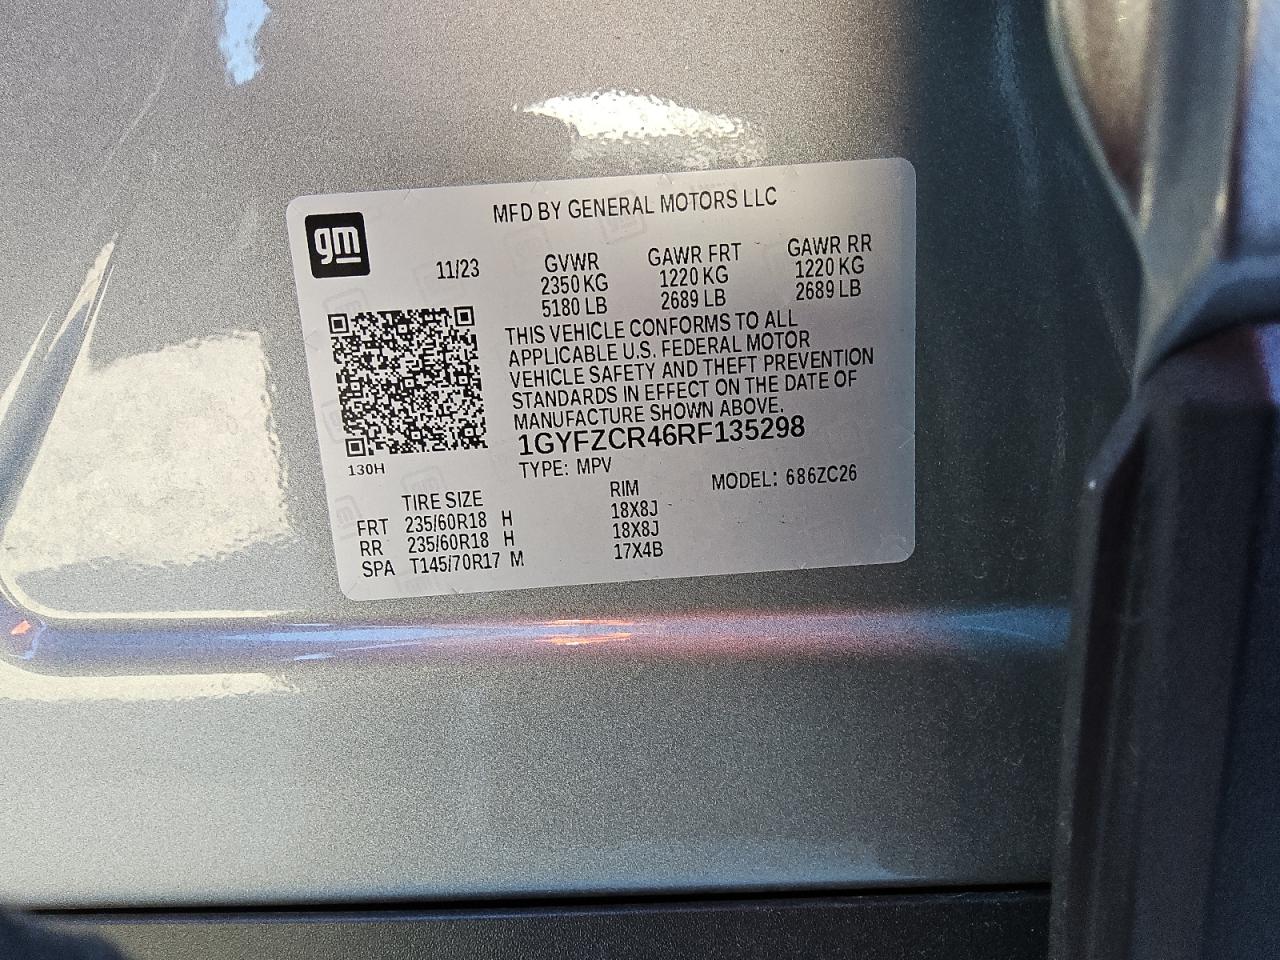 MFD BY GENERAL MOTORS LLC
gm
11/23
GVWR GAWR FRT GAWR RR
2350 KG 1220 KG 1220 KG
5180 LB 2689 LB 2689 LB
THIS VEHICLE CONFORMS TO ALL
APPLICABLE U.S. FEDERAL MOTOR
VEHICLE SAFETY AND THEFT PREVENTION
STANDARDS IN EFFECT ON THE DATE OF
MANUFACTURE SHOWN ABOVE.
1GYFZCR46RF135298
130H
TYPE: MPV MODEL: 686ZC26
TIRE SIZE RIM
FRT 235/60R18 H 18X8J
RR 235/60R18 H 18X8J
SPA T145/70R17 M 17X4B